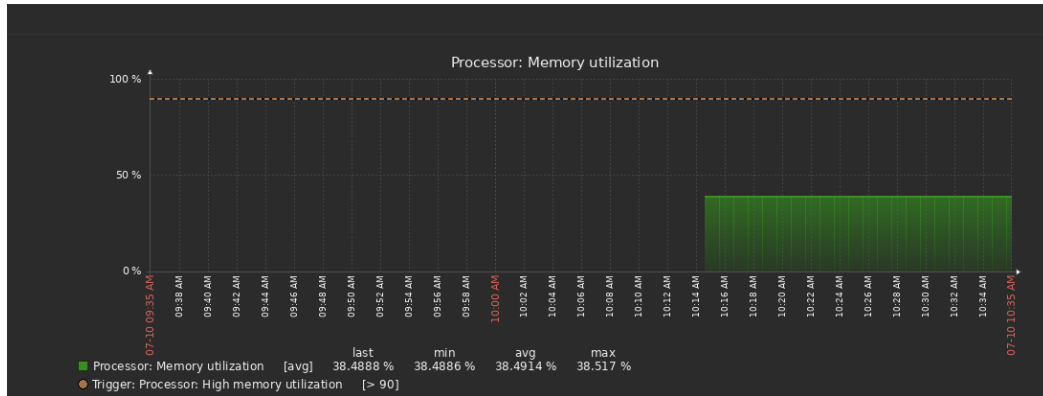 Processor: Memory utilization
100 %
50 %
0 %
07-10 09:35 AM
09:38 AM
09:40 AM
09:42 AM
09:44 AM
09:46 AM
09:48 AM
09:50 AM
09:52 AM
09:54 AM
09:56 AM
09:58 AM
10:00 AM
10:02 AM
10:04 AM
10:06 AM
10:08 AM
10:10 AM
10:12 AM
10:14 AM
10:16 AM
10:18 AM
10:20 AM
10:22 AM
10:24 AM
10:26 AM
10:28 AM
10:30 AM
10:32 AM
10:34 AM
07-10 10:35 AM
last min avg max
Processor: Memory utilization [avg] 38.4888 % 38.4886 % 38.4914 % 38.517 %
Trigger: Processor: High memory utilization [> 90]